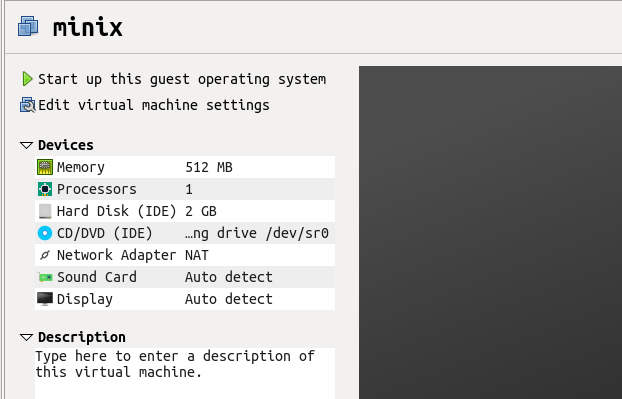 minix
Start up this guest operating system
Edit virtual machine settings
Devices
Memory 512 MB
Processors 1
Hard Disk (IDE) 2 GB
CD/DVD (IDE) …ng drive /dev/sr0
Network Adapter NAT
Sound Card Auto detect
Display Auto detect
Description
Type here to enter a description of
this virtual machine.